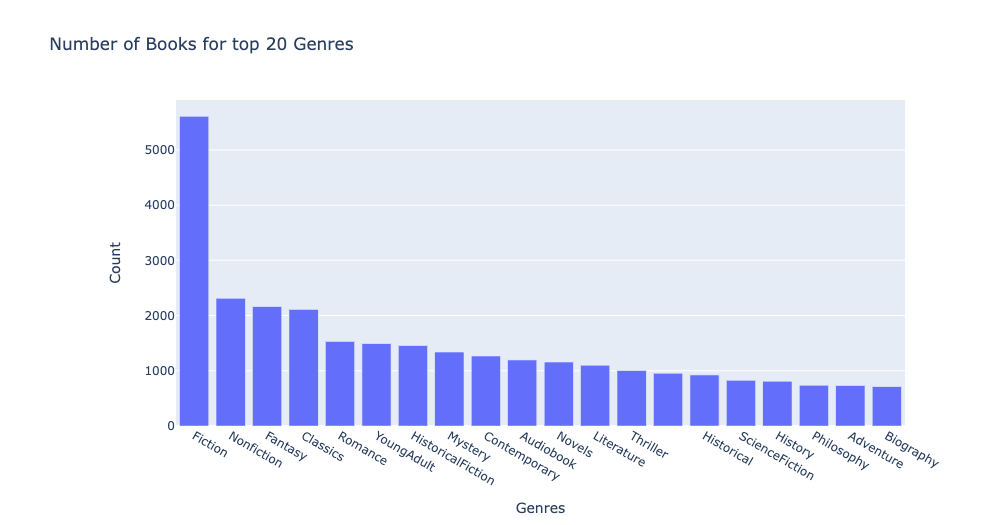 Number of Books for top 20 Genres
Count
5000
4000
3000
2000
1000
0
Fiction
Nonfiction
Fantasy
Classics
Romance
YoungAdult
HistoricalFiction
Mystery
Contemporary
Audiobook
Novels
Literature
Thriller
Historical
ScienceFiction
History
Philosophy
Adventure
Biography
Genres